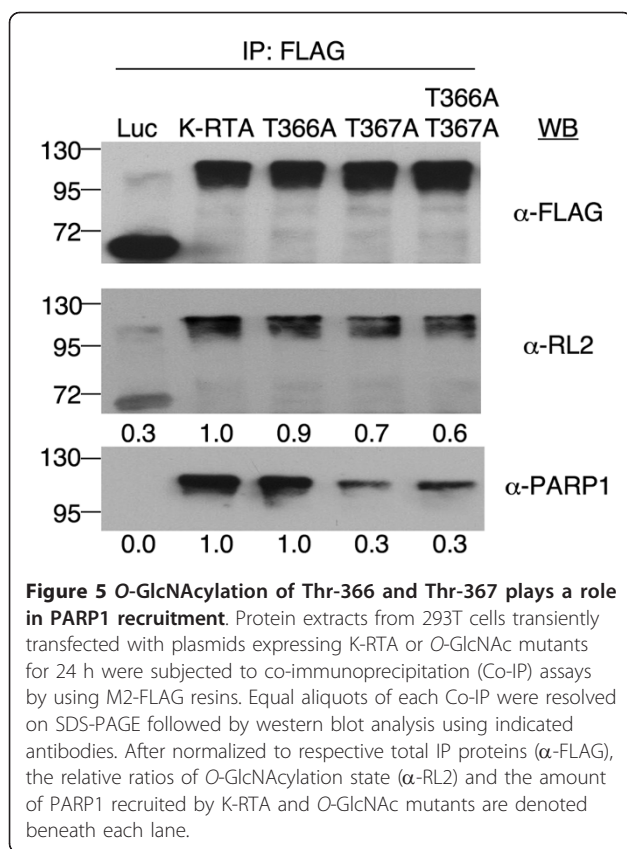 IP: FLAG
T366A
Luc K-RTA T366A T367A T367A WB
130
95
72
α-FLAG
130
95
72
α-RL2
0.3 1.0 0.9 0.7 0.6
130
95
α-PARP1
0.0 1.0 1.0 0.3 0.3
Figure 5 O-GlcNAcylation of Thr-366 and Thr-367 plays a role
in PARP1 recruitment. Protein extracts from 293T cells transiently
transfected with plasmids expressing K-RTA or O-GlcNAc mutants
for 24 h were subjected to co-immunoprecipitation (Co-IP) assays
by using M2-FLAG resins. Equal aliquots of each Co-IP were resolved
on SDS-PAGE followed by western blot analysis using indicated
antibodies. After normalized to respective total IP proteins (α-FLAG),
the relative ratios of O-GlcNAcylation state (α-RL2) and the amount
of PARP1 recruited by K-RTA and O-GlcNAc mutants are denoted
beneath each lane.